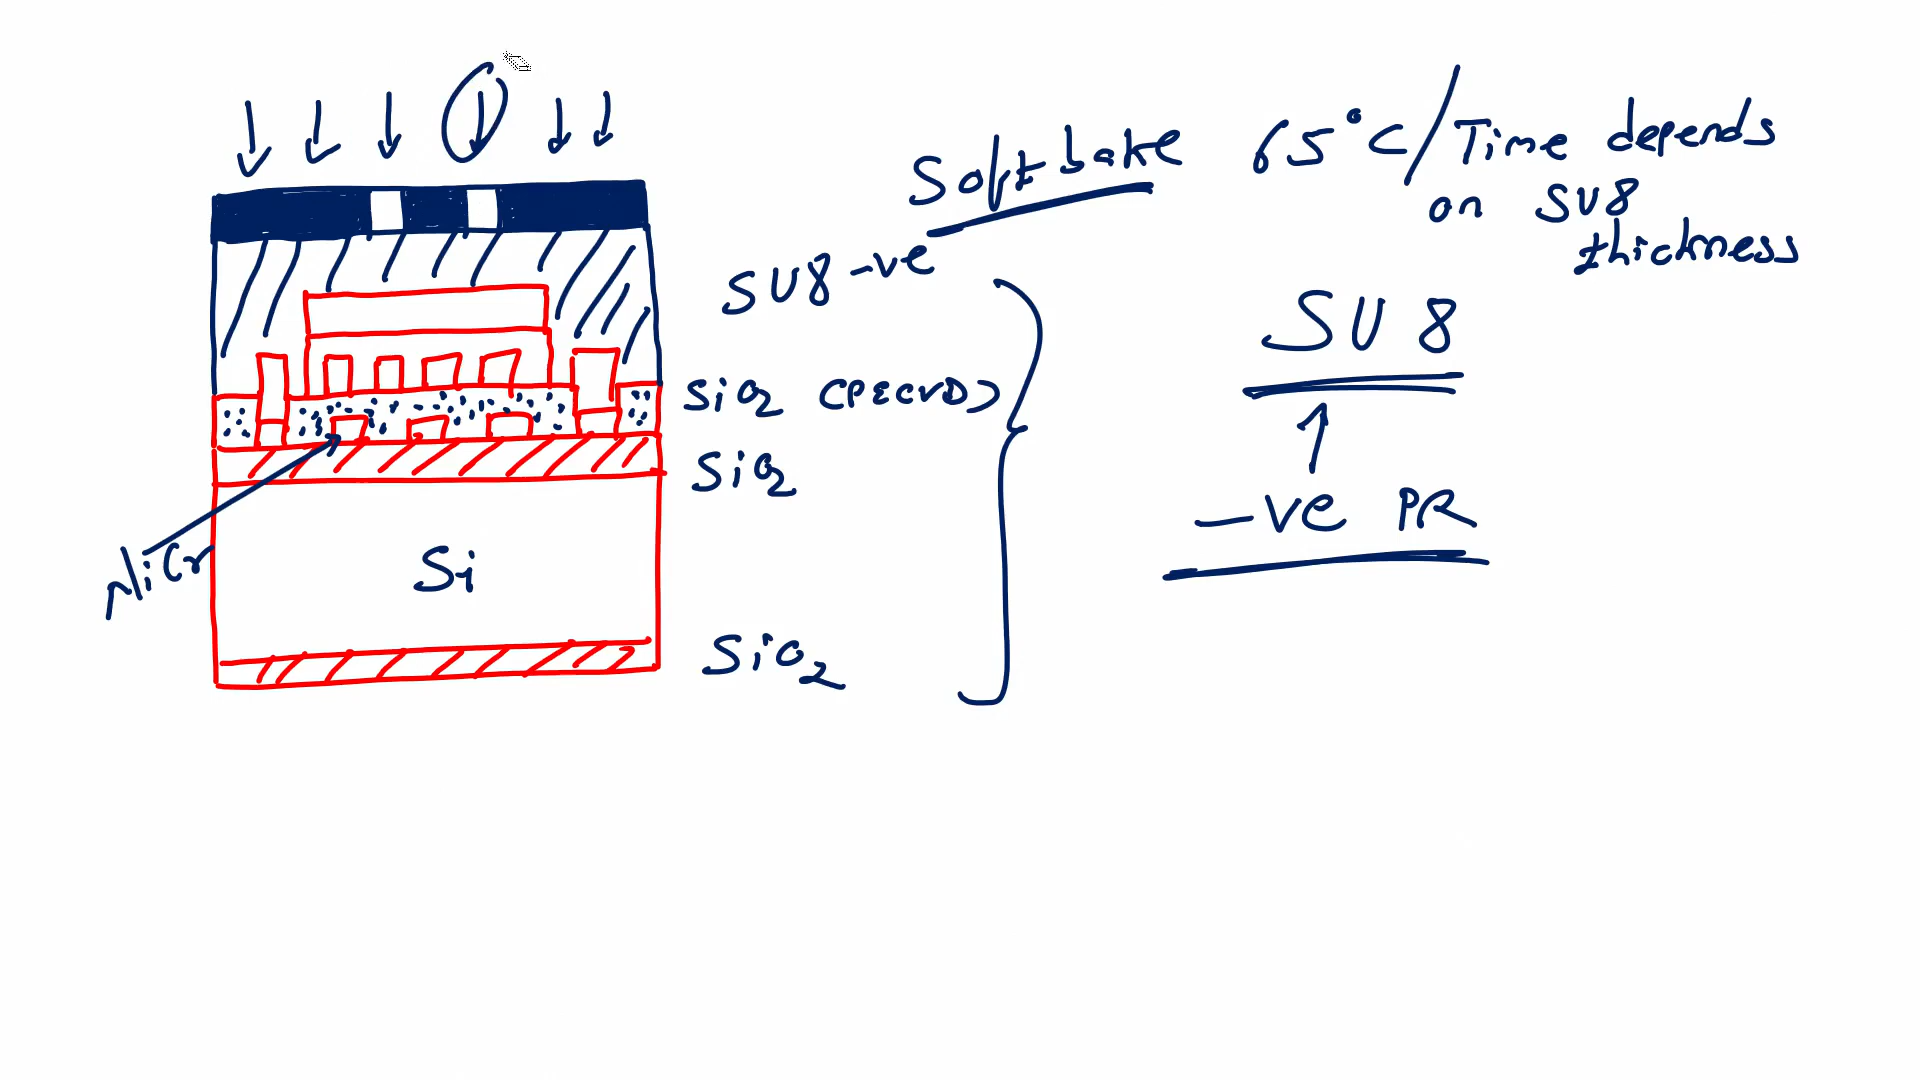 Soft bake 65°C/Time depends
on SU8
thickness
SU8-ve
SU8
SiO2 (PECVD)
SiO2
-ve PR
NiCr
Si
SiO2